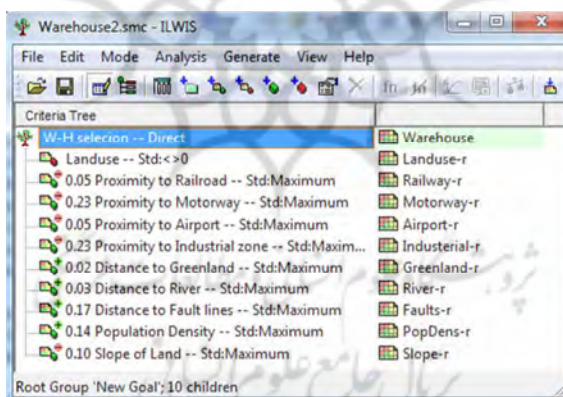 Warehouse2.smc - ILWIS
File Edit Mode Analysis Generate View Help
Criteria Tree
W-H selecion -- Direct Warehouse
Landuse -- Std:<>0 Landuse-r
0.05 Proximity to Railroad -- Std:Maximum Railway-r
0.23 Proximity to Motorway -- Std:Maximum Motorway-r
0.05 Proximity to Airport -- Std:Maximum Airport-r
0.23 Proximity to Industrial zone -- Std:Maxim... Industerial-r
0.02 Distance to Greenland -- Std:Maximum Greenland-r
0.03 Distance to River -- Std:Maximum River-r
0.17 Distance to Fault lines -- Std:Maximum Faults-r
0.14 Population Density -- Std:Maximum PopDens-r
0.10 Slope of Land -- Std:Maximum Slope-r
Root Group 'New Goal'; 10 children